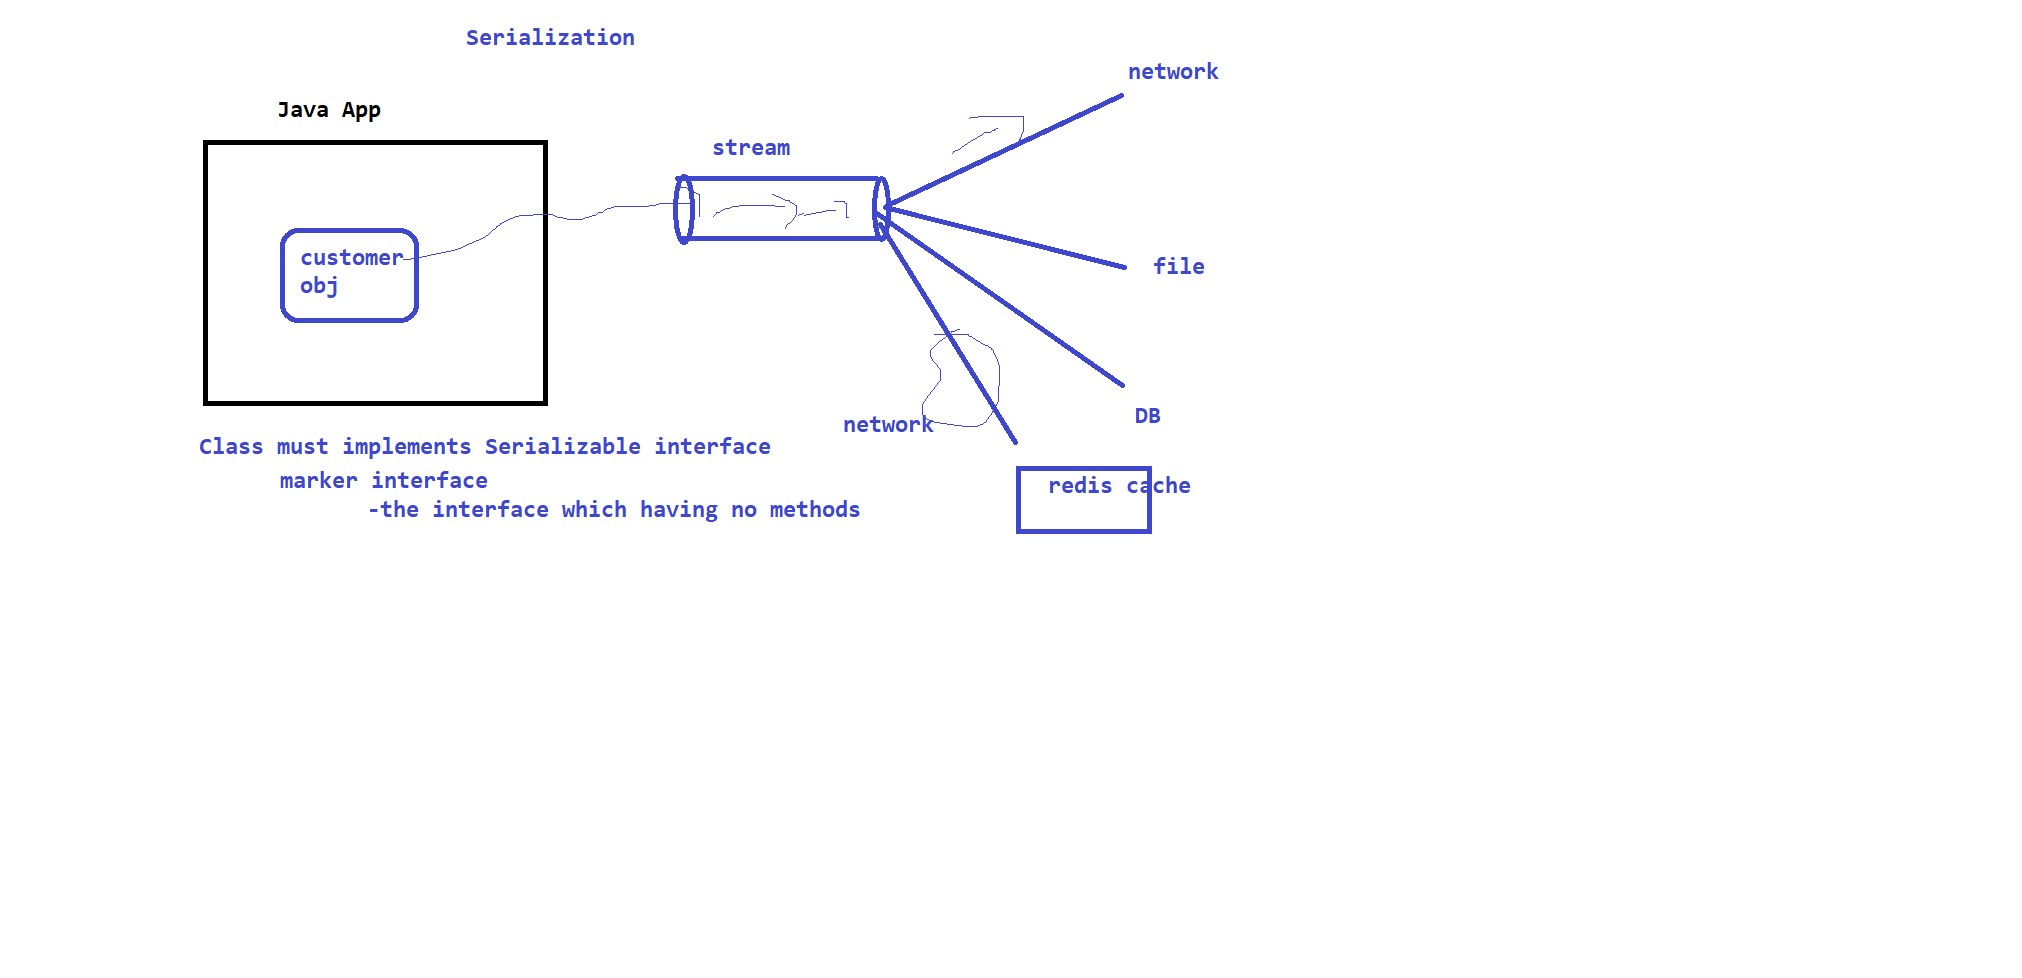 Serialization
network
Java App
stream
customer
obj
file
DB
network
Class must implements Serializable interface
marker interface
-the interface which having no methods
redis cache